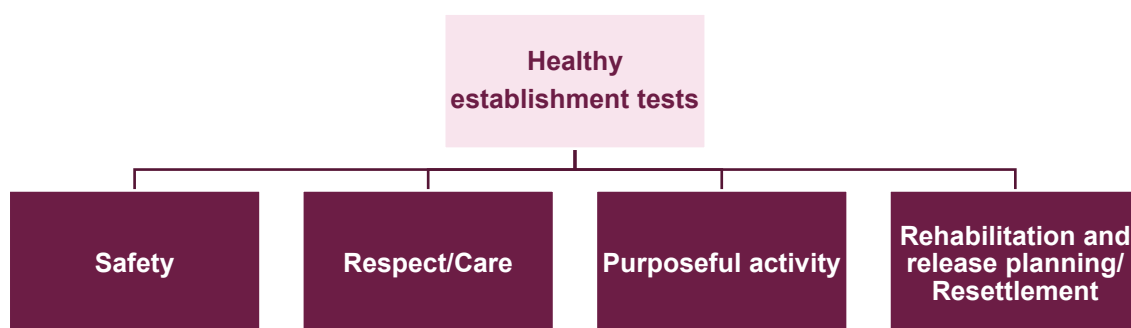 Healthy
establishment tests
Safety
Respect/Care
Purposeful activity
Rehabilitation and
release planning/
Resettlement